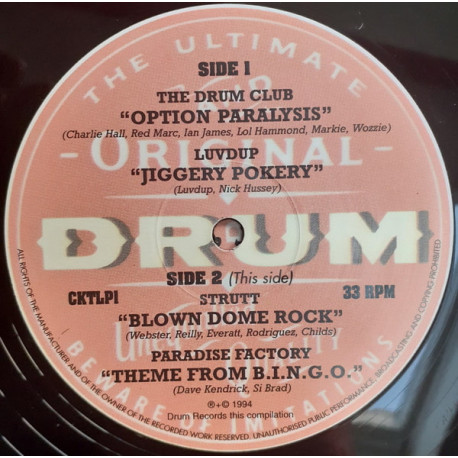 THE ULTIMATE
SIDE 1
THE DRUM CLUB
"OPTION PARALYSIS"
(Charlie Hall, Red Marc, Ian James, Lol Hammond, Markie, Wozzie)
- ORIGINAL -
LUVDUP
"JIGGERY POKERY"
(Luvdup, Nick Hussey)
DRUM
SIDE 2 (This side)
CKTLP1
STRUTT
33 RPM
"BLOWN DOME ROCK"
(Webster, Reilly, Everatt, Rodriguez, Childs)
PARADISE FACTORY
"THEME FROM B.I.N.G.O."
(Dave Kendrick, Si Brad)
BEWARE OF IMITATIONS
℗+© 1994
Drum Records this compilation
ALL RIGHTS OF THE MANUFACTURER AND OF THE OWNER OF THE RECORDED WORK RESERVED. UNAUTHORISED PUBLIC PERFORMANCE, BROADCASTING AND COPYING PROHIBITED